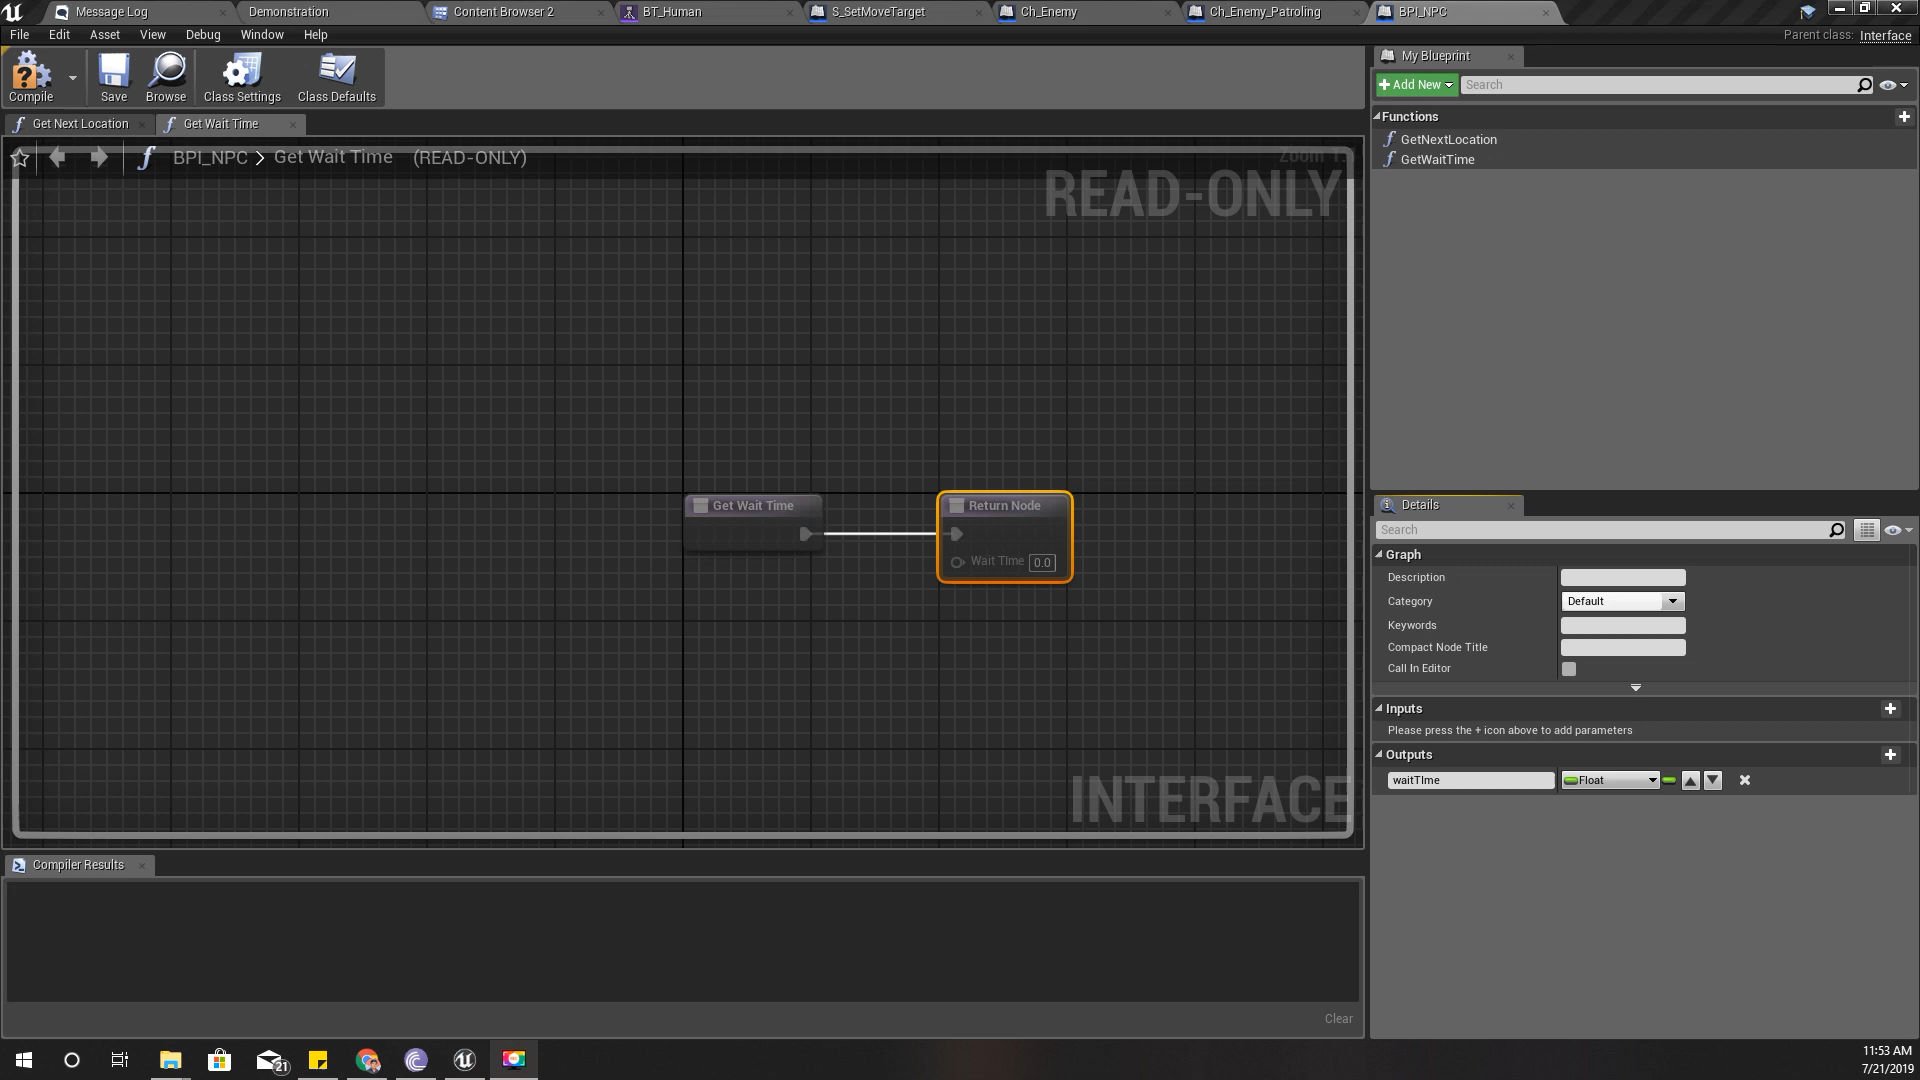 Message Log
Demonstration
Content Browser 2
BT_Human
S_SetMoveTarget
Ch_Enemy
Ch_Enemy_Patroling
BPI_NPC
File Edit Asset View Debug Window Help
Parent class: Interface
Compile
Save
Browse
Class Settings
Class Defaults
Get Next Location
Get Wait Time
BPI_NPC > Get Wait Time (READ-ONLY)
Zoom 1:1
READ-ONLY
Get Wait Time
Return Node
Wait TIme 0.0
INTERFACE
Compiler Results
Clear
My Blueprint
+ Add New
Search
Functions
GetNextLocation
GetWaitTime
Details
Search
Graph
Description
Category Default
Keywords
Compact Node Title
Call In Editor
Inputs
Please press the + icon above to add parameters
Outputs
waitTIme Float
21
11:53 AM
7/21/2019